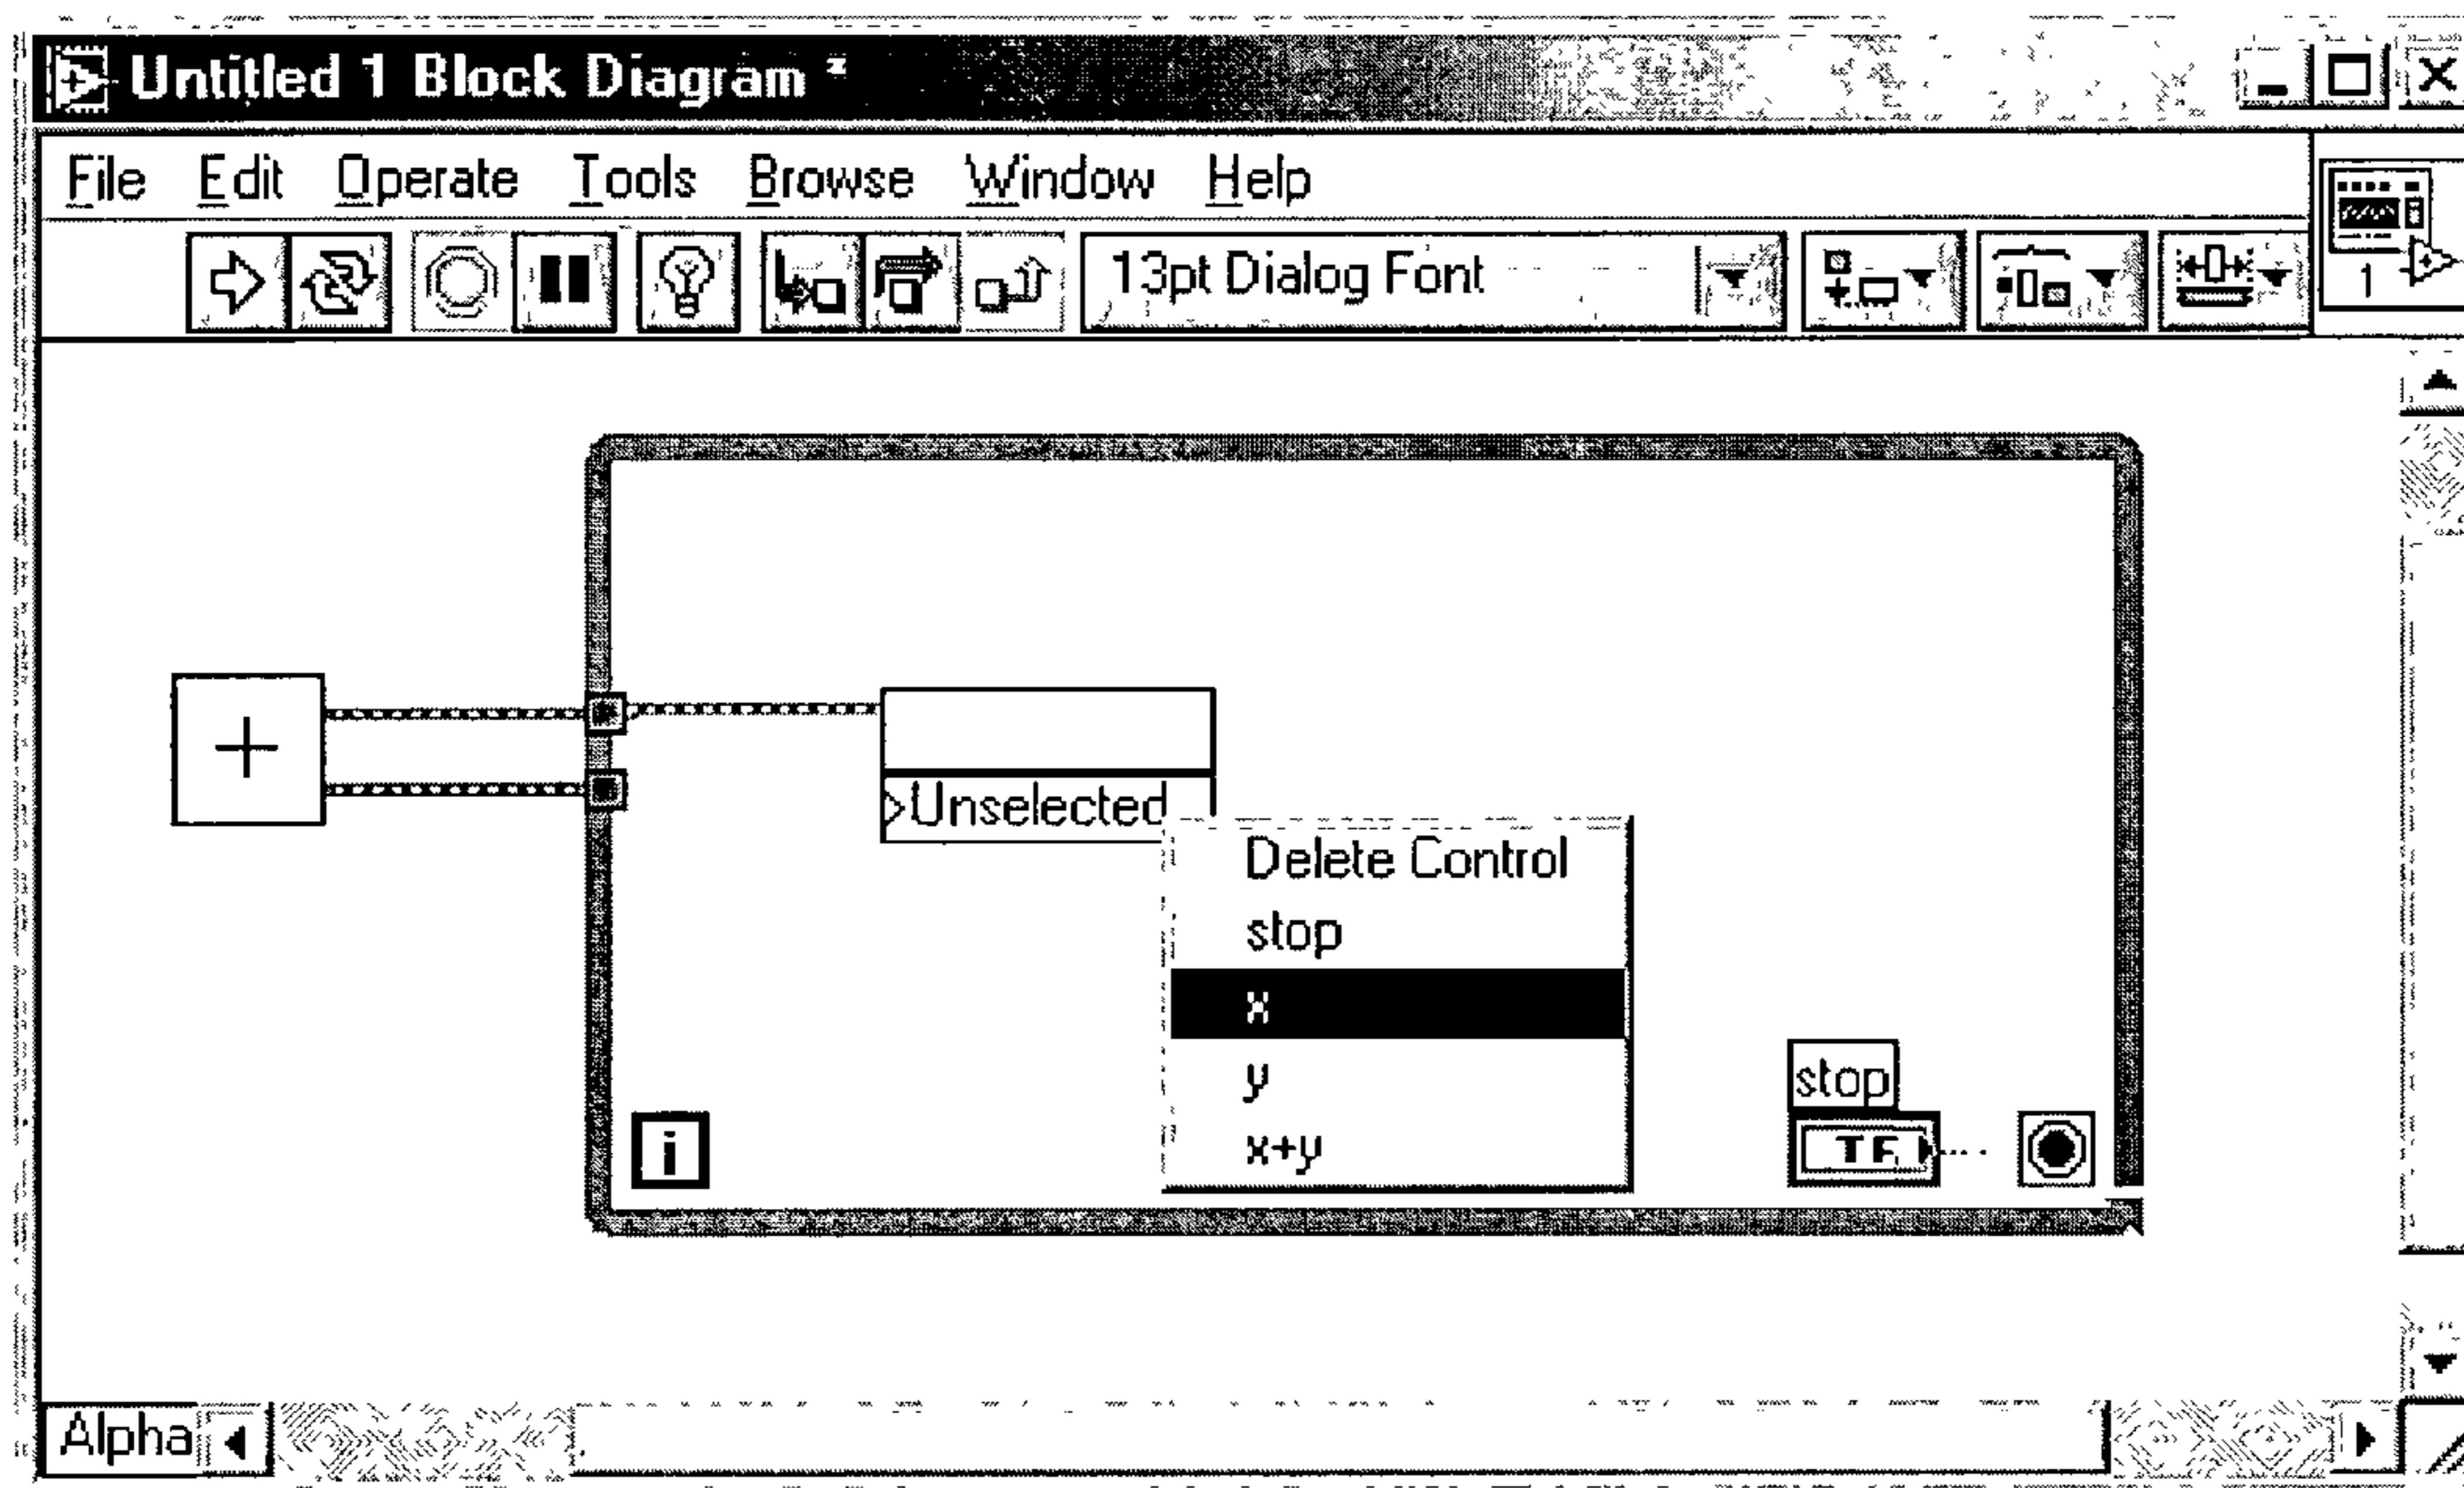 Untitled 1 Block Diagram *
File Edit Operate Tools Browse Window Help
13pt Dialog Font
1
Unselected
Delete Control
stop
x
y
x+y
stop
TF
i
Alpha